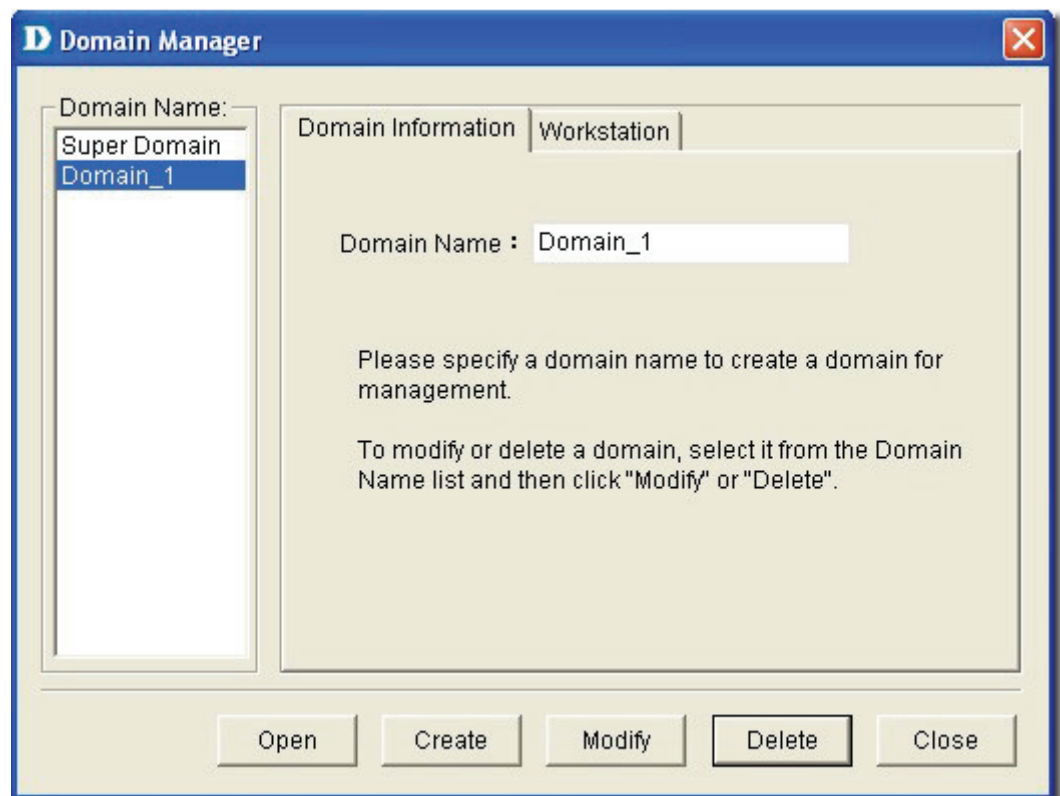 D Domain Manager
Domain Name:
Super Domain
Domain_1
Domain Information
Workstation
Domain Name : Domain_1
Please specify a domain name to create a domain for
management.
To modify or delete a domain, select it from the Domain
Name list and then click "Modify" or "Delete".
Open
Create
Modify
Delete
Close